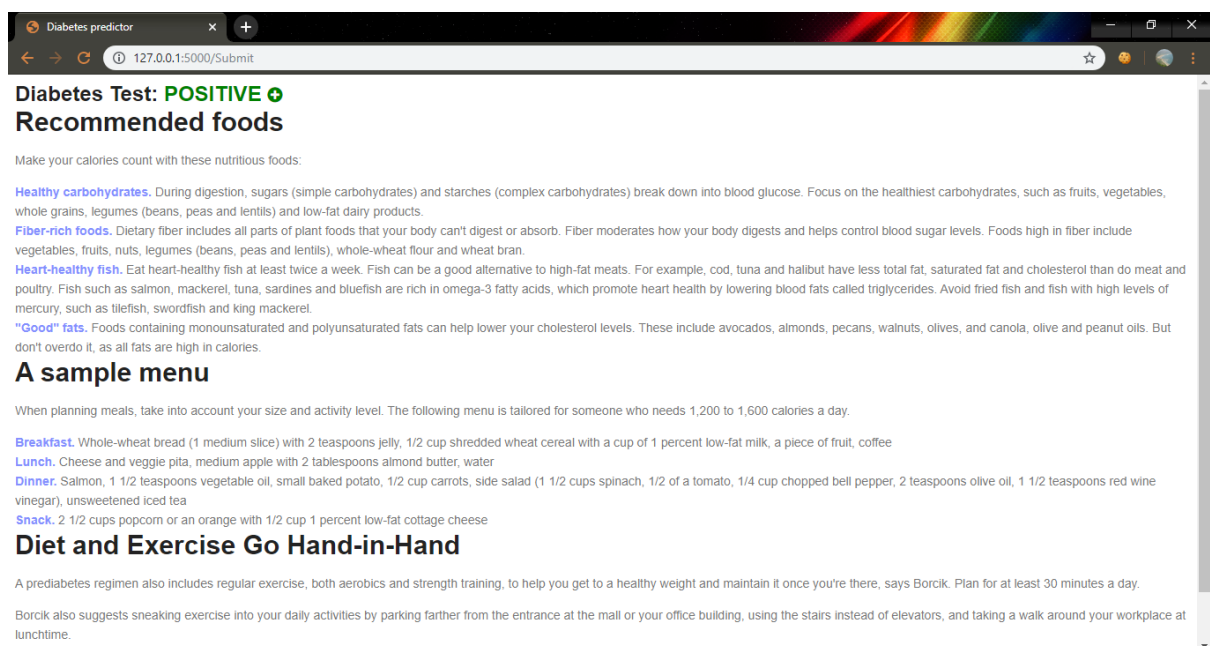 Diabetes predictor
127.0.0.1:5000/Submit
Diabetes Test: POSITIVE
Recommended foods
Make your calories count with these nutritious foods:
Healthy carbohydrates. During digestion, sugars (simple carbohydrates) and starches (complex carbohydrates) break down into blood glucose. Focus on the healthiest carbohydrates, such as fruits, vegetables,
whole grains, legumes (beans, peas and lentils) and low-fat dairy products.
Fiber-rich foods. Dietary fiber includes all parts of plant foods that your body can't digest or absorb. Fiber moderates how your body digests and helps control blood sugar levels. Foods high in fiber include
vegetables, fruits, nuts, legumes (beans, peas and lentils), whole-wheat flour and wheat bran.
Heart-healthy fish. Eat heart-healthy fish at least twice a week. Fish can be a good alternative to high-fat meats. For example, cod, tuna and halibut have less total fat, saturated fat and cholesterol than do meat and
poultry. Fish such as salmon, mackerel, tuna, sardines and bluefish are rich in omega-3 fatty acids, which promote heart health by lowering blood fats called triglycerides. Avoid fried fish and fish with high levels of
mercury, such as tilefish, swordfish and king mackerel.
"Good" fats. Foods containing monounsaturated and polyunsaturated fats can help lower your cholesterol levels. These include avocados, almonds, pecans, walnuts, olives, and canola, olive and peanut oils. But
don't overdo it, as all fats are high in calories.
A sample menu
When planning meals, take into account your size and activity level. The following menu is tailored for someone who needs 1,200 to 1,600 calories a day.
Breakfast. Whole-wheat bread (1 medium slice) with 2 teaspoons jelly, 1/2 cup shredded wheat cereal with a cup of 1 percent low-fat milk, a piece of fruit, coffee
Lunch. Cheese and veggie pita, medium apple with 2 tablespoons almond butter, water
Dinner. Salmon, 1 1/2 teaspoons vegetable oil, small baked potato, 1/2 cup carrots, side salad (1 1/2 cups spinach, 1/2 of a tomato, 1/4 cup chopped bell pepper, 2 teaspoons olive oil, 1 1/2 teaspoons red wine
vinegar), unsweetened iced tea
Snack. 2 1/2 cups popcorn or an orange with 1/2 cup 1 percent low-fat cottage cheese
Diet and Exercise Go Hand-in-Hand
A prediabetes regimen also includes regular exercise, both aerobics and strength training, to help you get to a healthy weight and maintain it once you're there, says Borcik. Plan for at least 30 minutes a day.
Borcik also suggests sneaking exercise into your daily activities by parking farther from the entrance at the mall or your office building, using the stairs instead of elevators, and taking a walk around your workplace at
lunchtime.